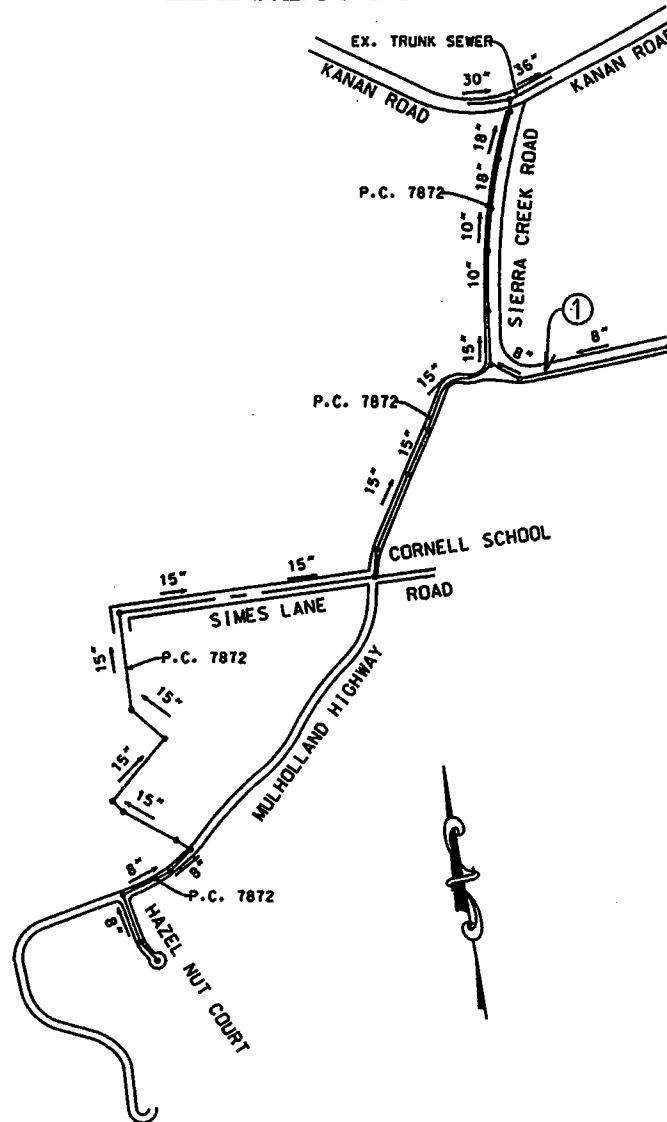 EX. TRUNK SEWER
36"
30"
KANAN ROAD
KANAN ROAD
18"
18"
P.C. 7872
SIERRA CREEK ROAD
10"
10"
1
8"
15"
8"
15"
P.C. 7872
15"
15"
CORNELL SCHOOL
ROAD
15"
15"
SIMES LANE
15"
P.C. 7872
15"
MULHOLLAND HIGHWAY
15"
15"
8"
8"
P.C. 7872
8"
HAZEL NUT COURT